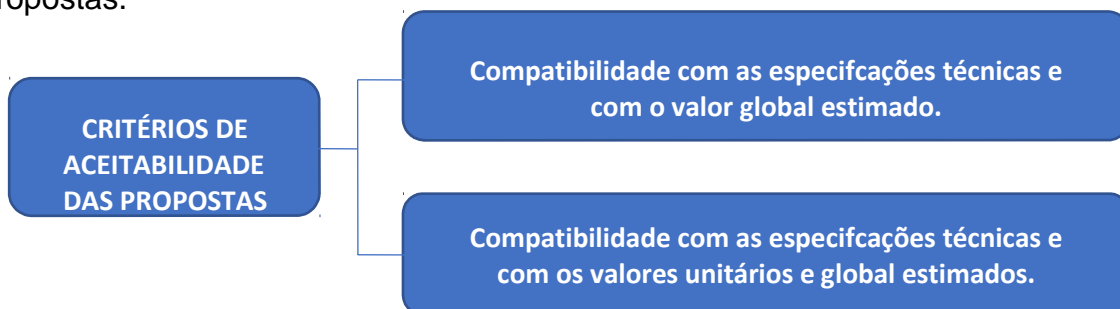 ropostas.
Compatibilidade com as especifcações técnicas e
com o valor global estimado.
CRITÉRIOS DE
ACEITABILIDADE
DAS PROPOSTAS
Compatibilidade com as especifcações técnicas e
com os valores unitários e global estimados.